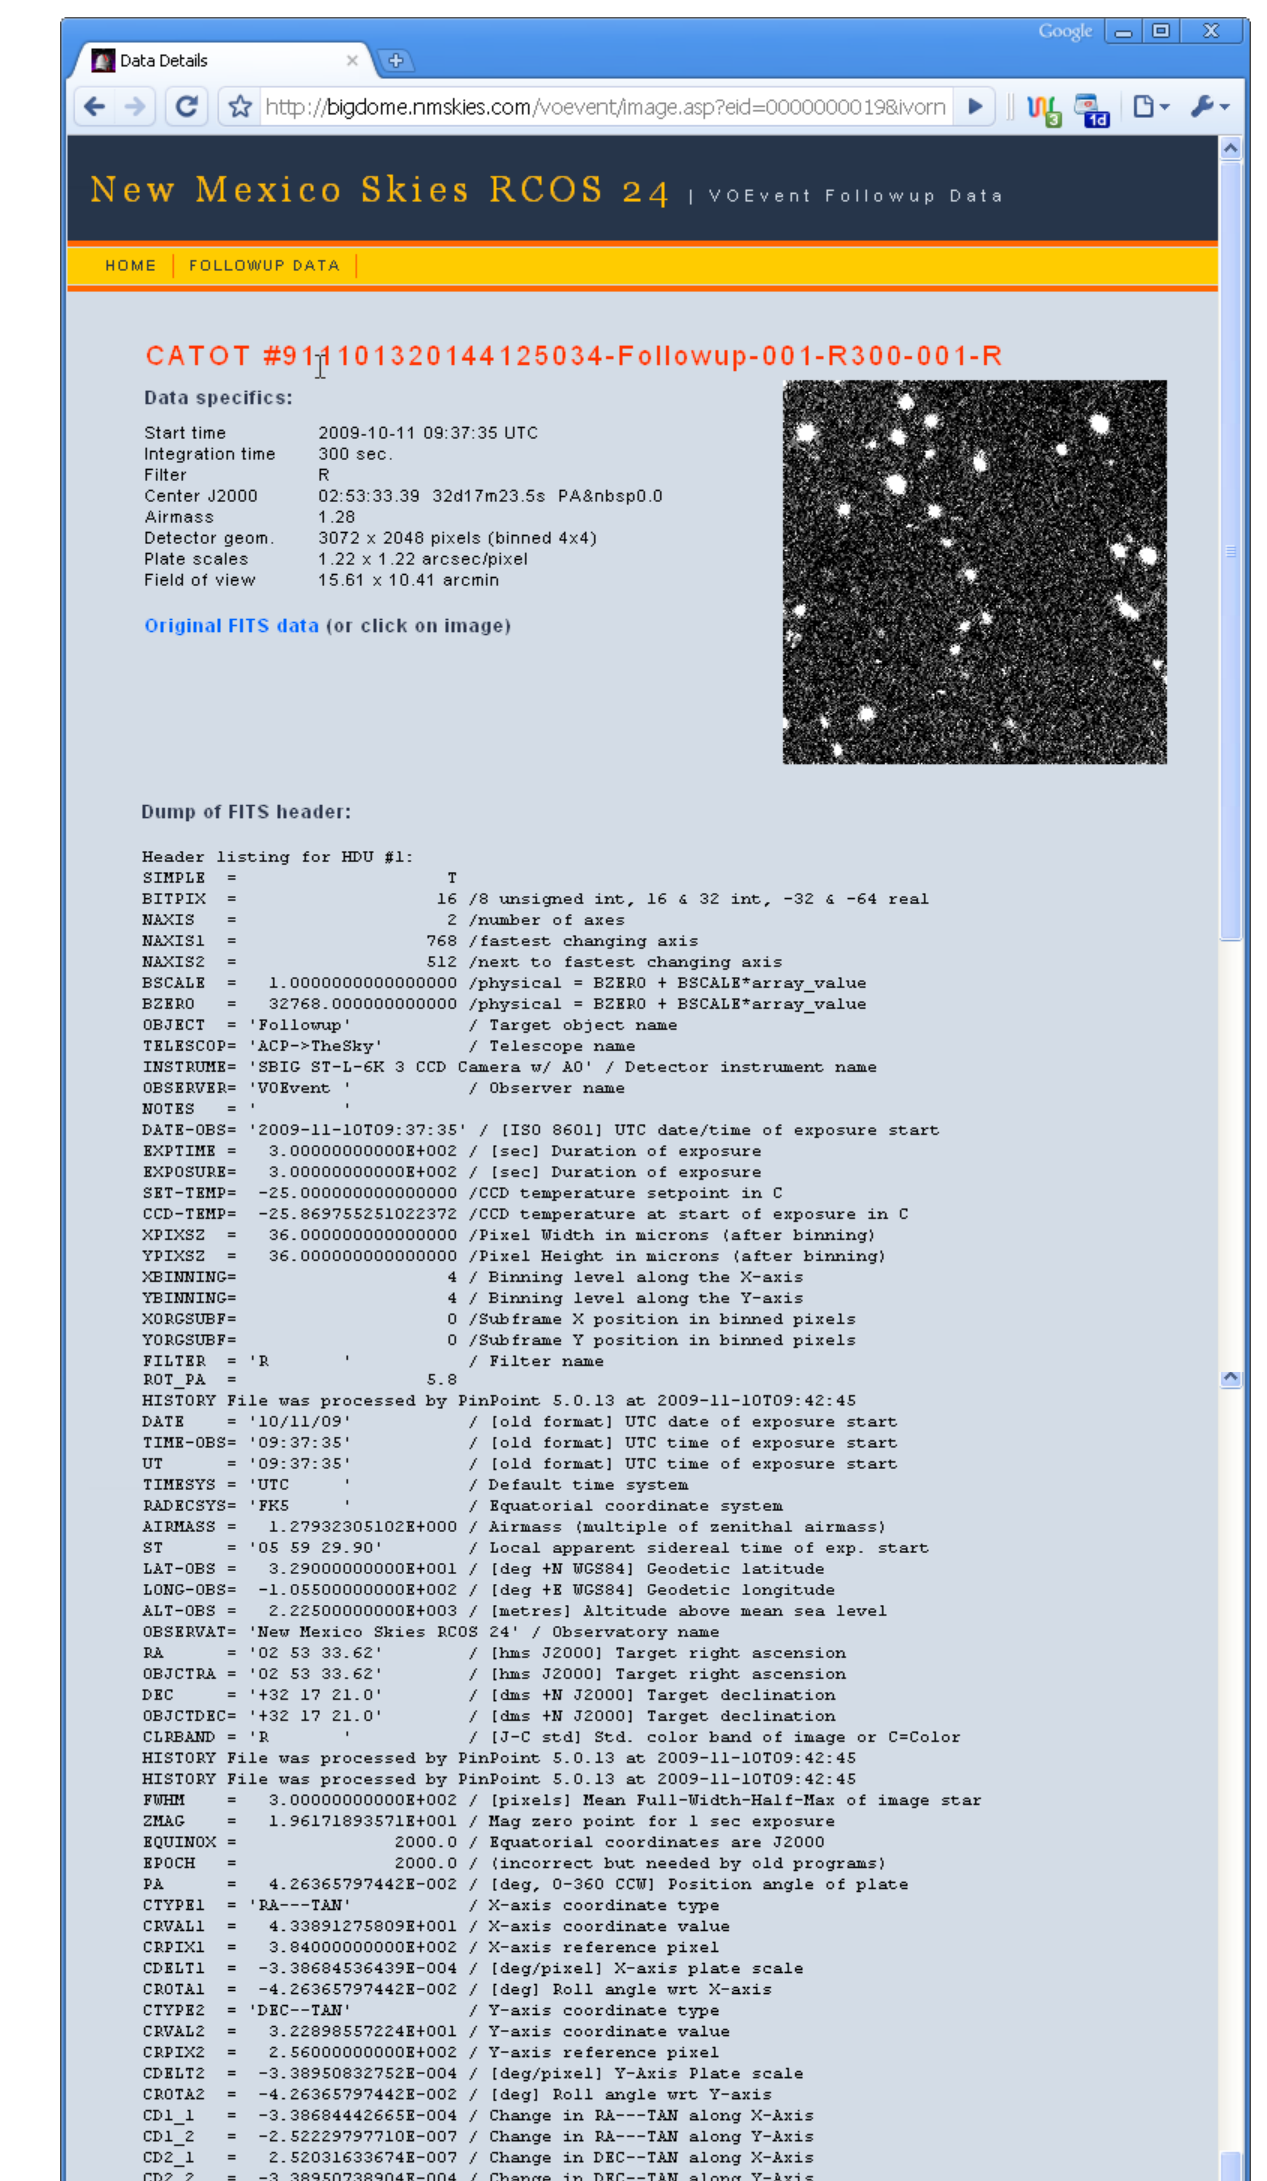 Google
Data Details
http://bigdome.nmskies.com/voevent/image.asp?eid=0000000019&ivorn
3
1d
New Mexico Skies RCOS 24 | VOEvent Followup Data
HOME | FOLLOWUP DATA |
CATOT #911101320144125034-Followup-001-R300-001-R
Data specifics:
Start time 2009-10-11 09:37:35 UTC
Integration time 300 sec.
Filter R
Center J2000 02:53:33.39 32d17m23.5s PA&nbsp0.0
Airmass 1.28
Detector geom. 3072 x 2048 pixels (binned 4x4)
Plate scales 1.22 x 1.22 arcsec/pixel
Field of view 15.61 x 10.41 arcmin
Original FITS data (or click on image)
Dump of FITS header:
Header listing for HDU #1:
SIMPLE = T
BITPIX = 16 /8 unsigned int, 16 & 32 int, -32 & -64 real
NAXIS = 2 /number of axes
NAXIS1 = 768 /fastest changing axis
NAXIS2 = 512 /next to fastest changing axis
BSCALE = 1.0000000000000000 /physical = BZERO + BSCALE*array_value
BZERO = 32768.000000000000 /physical = BZERO + BSCALE*array_value
OBJECT = 'Followup' / Target object name
TELESCOP= 'ACP->TheSky' / Telescope name
INSTRUME= 'SBIG ST-L-6K 3 CCD Camera w/ AO' / Detector instrument name
OBSERVER= 'VOEvent ' / Observer name
NOTES = ' '
DATE-OBS= '2009-11-10T09:37:35' / [ISO 8601] UTC date/time of exposure start
EXPTIME = 3.00000000000E+002 / [sec] Duration of exposure
EXPOSURE= 3.00000000000E+002 / [sec] Duration of exposure
SET-TEMP= -25.000000000000000 /CCD temperature setpoint in C
CCD-TEMP= -25.869755251022372 /CCD temperature at start of exposure in C
XPIXSZ = 36.000000000000000 /Pixel Width in microns (after binning)
YPIXSZ = 36.000000000000000 /Pixel Height in microns (after binning)
XBINNING= 4 / Binning level along the X-axis
YBINNING= 4 / Binning level along the Y-axis
XORGSUBF= 0 /Subframe X position in binned pixels
YORGSUBF= 0 /Subframe Y position in binned pixels
FILTER = 'R ' / Filter name
ROT_PA = 5.8
HISTORY File was processed by PinPoint 5.0.13 at 2009-11-10T09:42:45
DATE = '10/11/09' / [old format] UTC date of exposure start
TIME-OBS= '09:37:35' / [old format] UTC time of exposure start
UT = '09:37:35' / [old format] UTC time of exposure start
TIMESYS = 'UTC ' / Default time system
RADECSYS= 'FK5 ' / Equatorial coordinate system
AIRMASS = 1.27932305102E+000 / Airmass (multiple of zenithal airmass)
ST = '05 59 29.90' / Local apparent sidereal time of exp. start
LAT-OBS = 3.29000000000E+001 / [deg +N WGS84] Geodetic latitude
LONG-OBS= -1.05500000000E+002 / [deg +E WGS84] Geodetic longitude
ALT-OBS = 2.22500000000E+003 / [metres] Altitude above mean sea level
OBSERVAT= 'New Mexico Skies RCOS 24' / Observatory name
RA = '02 53 33.62' / [hms J2000] Target right ascension
OBJCTRA = '02 53 33.62' / [hms J2000] Target right ascension
DEC = '+32 17 21.0' / [dms +N J2000] Target declination
OBJCTDEC= '+32 17 21.0' / [dms +N J2000] Target declination
CLRBAND = 'R ' / [J-C std] Std. color band of image or C=Color
HISTORY File was processed by PinPoint 5.0.13 at 2009-11-10T09:42:45
HISTORY File was processed by PinPoint 5.0.13 at 2009-11-10T09:42:45
FWHM = 3.00000000000E+002 / [pixels] Mean Full-Width-Half-Max of image star
ZMAG = 1.96171893571E+001 / Mag zero point for 1 sec exposure
EQUINOX = 2000.0 / Equatorial coordinates are J2000
EPOCH = 2000.0 / (incorrect but needed by old programs)
PA = 4.26365797442E-002 / [deg, 0-360 CCW] Position angle of plate
CTYPE1 = 'RA---TAN' / X-axis coordinate type
CRVAL1 = 4.33891275809E+001 / X-axis coordinate value
CRPIX1 = 3.84000000000E+002 / X-axis reference pixel
CDELT1 = -3.38684536439E-004 / [deg/pixel] X-axis plate scale
CROTA1 = -4.26365797442E-002 / [deg] Roll angle wrt X-axis
CTYPE2 = 'DEC--TAN' / Y-axis coordinate type
CRVAL2 = 3.22898557224E+001 / Y-axis coordinate value
CRPIX2 = 2.56000000000E+002 / Y-axis reference pixel
CDELT2 = -3.38950832752E-004 / [deg/pixel] Y-Axis Plate scale
CROTA2 = -4.26365797442E-002 / [deg] Roll angle wrt Y-axis
CD1_1 = -3.38684442665E-004 / Change in RA---TAN along X-Axis
CD1_2 = -2.52229797710E-007 / Change in RA---TAN along Y-Axis
CD2_1 = 2.52031633674E-007 / Change in DEC--TAN along X-Axis
CD2_2 = -3.38950738904E-004 / Change in DEC--TAN along Y-Axis